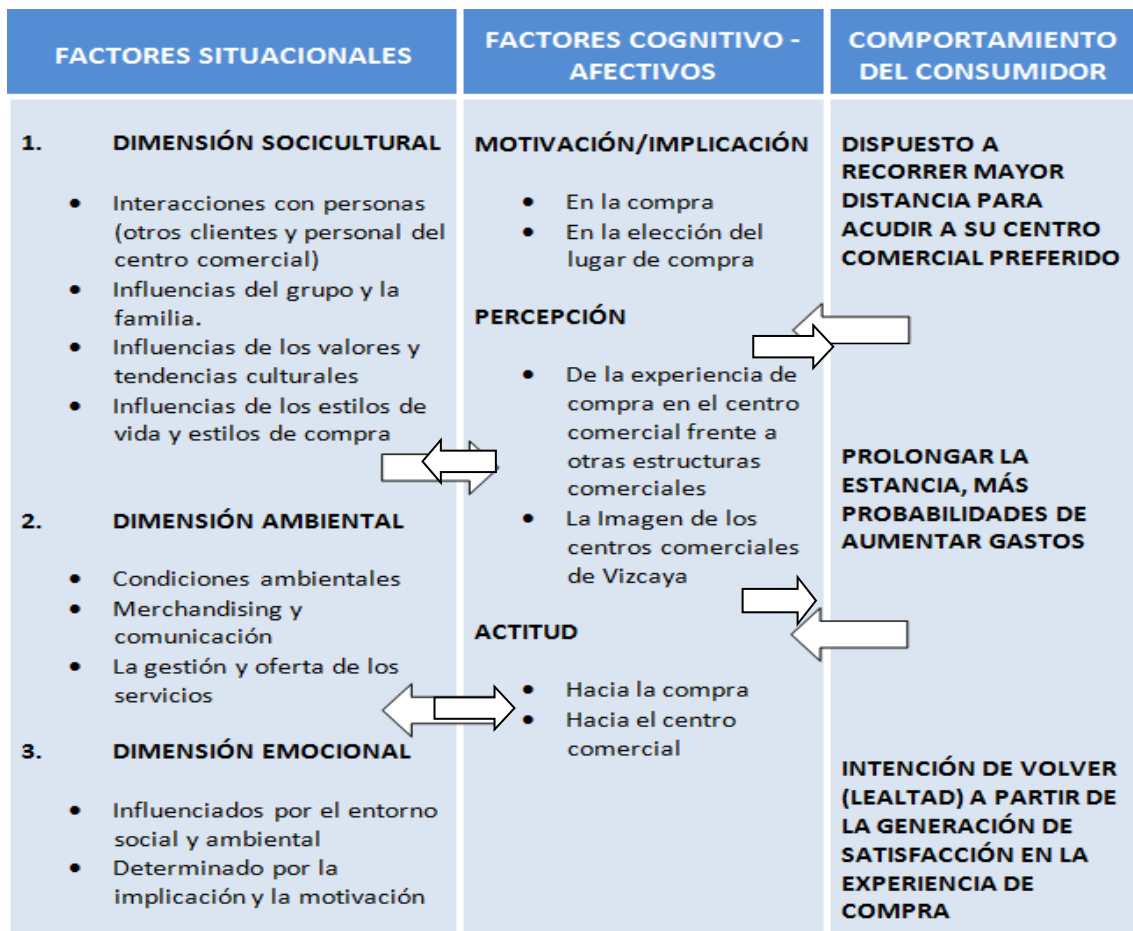 FACTORES SITUACIONALES
FACTORES COGNITIVO -
AFECTIVOS
COMPORTAMIENTO
DEL CONSUMIDOR
1. DIMENSIÓN SOCICULTURAL
• Interacciones con personas
(otros clientes y personal del
centro comercial)
• Influencias del grupo y la
familia.
• Influencias de los valores y
tendencias culturales
• Influencias de los estilos de
vida y estilos de compra
2. DIMENSIÓN AMBIENTAL
• Condiciones ambientales
• Merchandising y
comunicación
• La gestión y oferta de los
servicios
3. DIMENSIÓN EMOCIONAL
• Influenciados por el entorno
social y ambiental
• Determinado por la
implicación y la motivación
MOTIVACIÓN/IMPLICACIÓN
• En la compra
• En la elección del
lugar de compra
PERCEPCIÓN
• De la experiencia de
compra en el centro
comercial frente a
otras estructuras
comerciales
• La Imagen de los
centros comerciales
de Vizcaya
ACTITUD
• Hacia la compra
• Hacia el centro
comercial
DISPUESTO A
RECORRER MAYOR
DISTANCIA PARA
ACUDIR A SU CENTRO
COMERCIAL PREFERIDO
PROLONGAR LA
ESTANCIA, MÁS
PROBABILIDADES DE
AUMENTAR GASTOS
INTENCIÓN DE VOLVER
(LEALTAD) A PARTIR DE
LA GENERACIÓN DE
SATISFACCIÓN EN LA
EXPERIENCIA DE
COMPRA